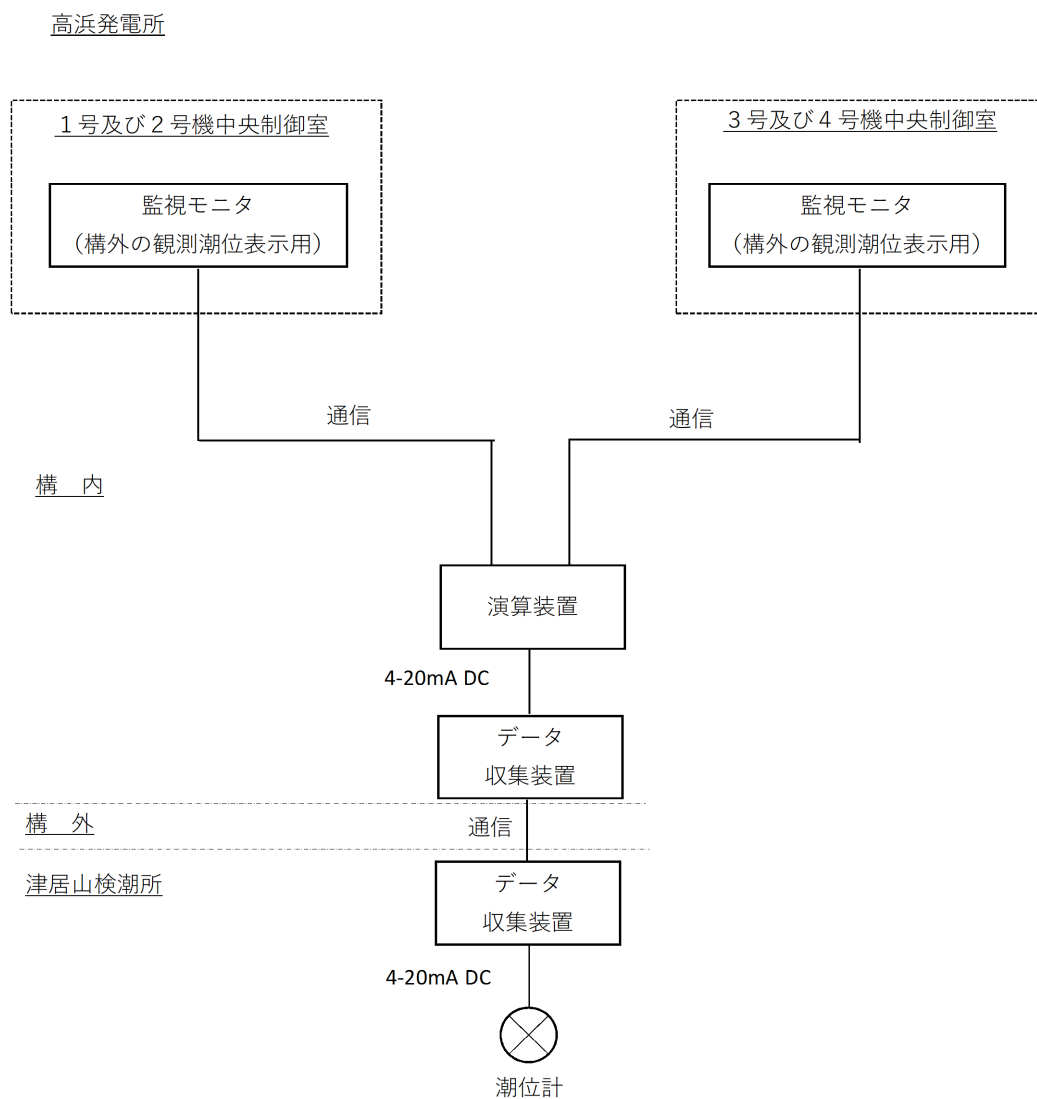 高浜発電所
１号及び２号機中央制御室
監視モニタ
（構外の観測潮位表示用）
３号及び４号機中央制御室
監視モニタ
（構外の観測潮位表示用）
通信
通信
構　内
演算装置
4-20mA DC
データ
収集装置
構　外
通信
津居山検潮所
データ
収集装置
4-20mA DC
潮位計